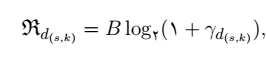 ℜ_{d_{(s,k)}} = B log_۲(۱ + γ_{d_{(s,k)}}),